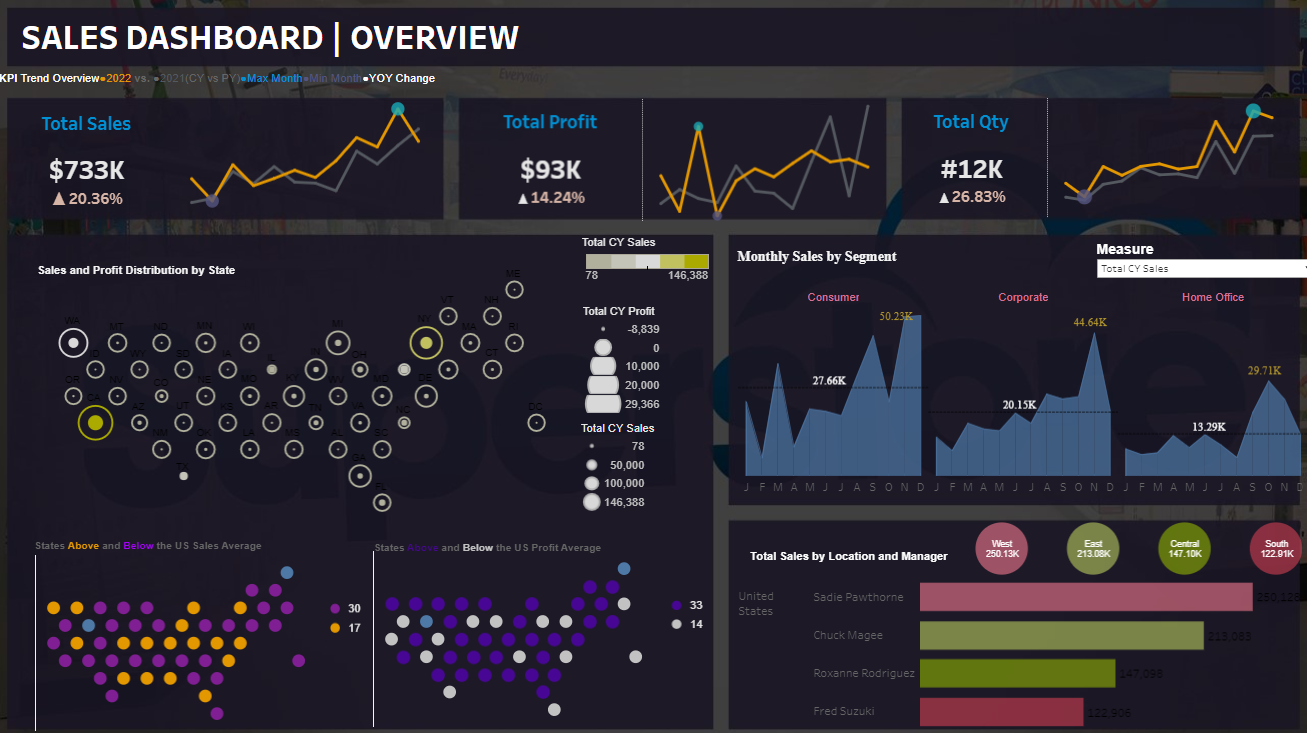 SALES DASHBOARD | OVERVIEW
KPI Trend Overview●2022 vs. ●2021(CY vs PY)●Max Month●Min Month●YOY Change
Total Sales
$733K
▲ 20.36%
Total Profit
$93K
▲ 14.24%
Total Qty
#12K
▲ 26.83%
Sales and Profit Distribution by State
Total CY Sales
78 146,388
Total CY Profit
-8,839
0
10,000
20,000
29,366
Total CY Sales
78
50,000
100,000
146,388
ME
VT NH
WA MT ND MN WI MI NY MA RI
WY SD IA IL IN OH CT
OR NV CO NE MO KY WV MD DE
CA AZ UT KS AR TN VA NC DC
NM OK LA MS AL SC
TX GA
FL
States Above and Below the US Sales Average
30
17
States Above and Below the US Profit Average
33
14
Monthly Sales by Segment
Measure
Total CY Sales
Consumer Corporate Home Office
50.23K
27.66K
44.64K
20.15K
29.71K
13.29K
J F M A M J J A S O N D J F M A M J J A S O N D J F M A M J J A S O N D
Total Sales by Location and Manager
West
250.13K
East
213.08K
Central
147.10K
South
122.91K
United
States
Sadie Pawthorne 250,128
Chuck Magee 213,083
Roxanne Rodriguez 147,098
Fred Suzuki 122,906
Superstore
Everyday